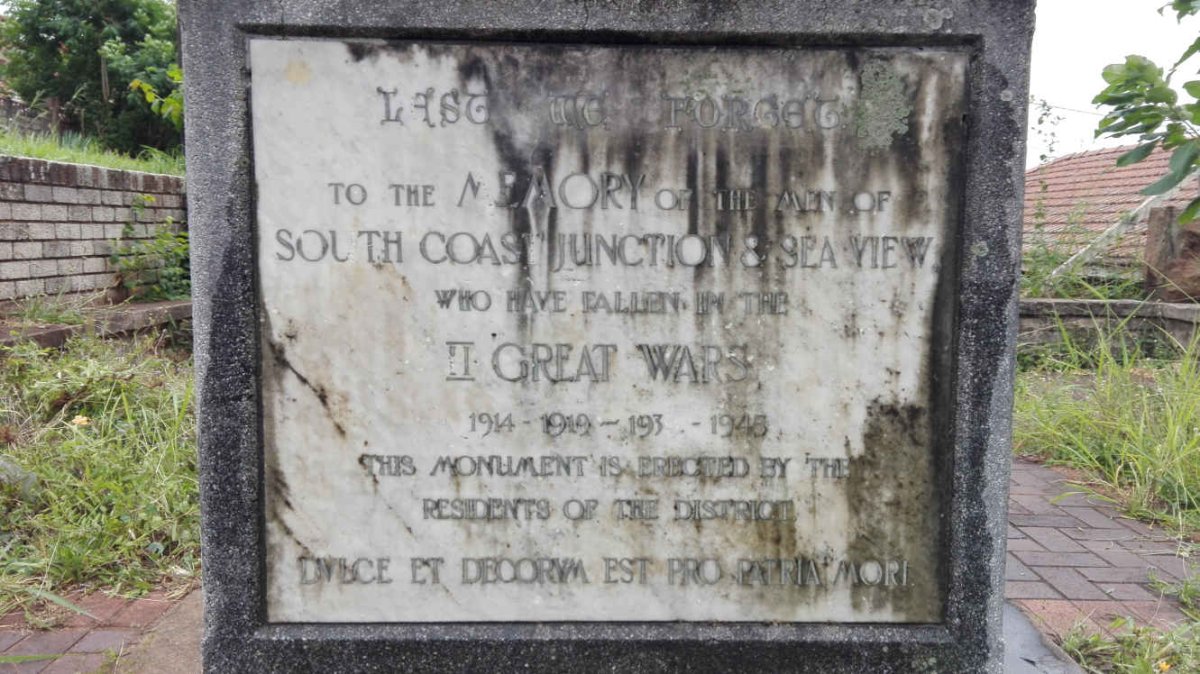 LEST WE FORGET
TO THE MEMORY OF THE MEN OF
SOUTH COAST JUNCTION & SEA VIEW
WHO HAVE FALLEN IN THE
II GREAT WARS
1914 - 1919 ~ 193 - 1945
THIS MONUMENT IS ERECTED BY THE
RESIDENTS OF THE DISTRICT
DVLCE ET DECORVM EST PRO PATRIA MORI